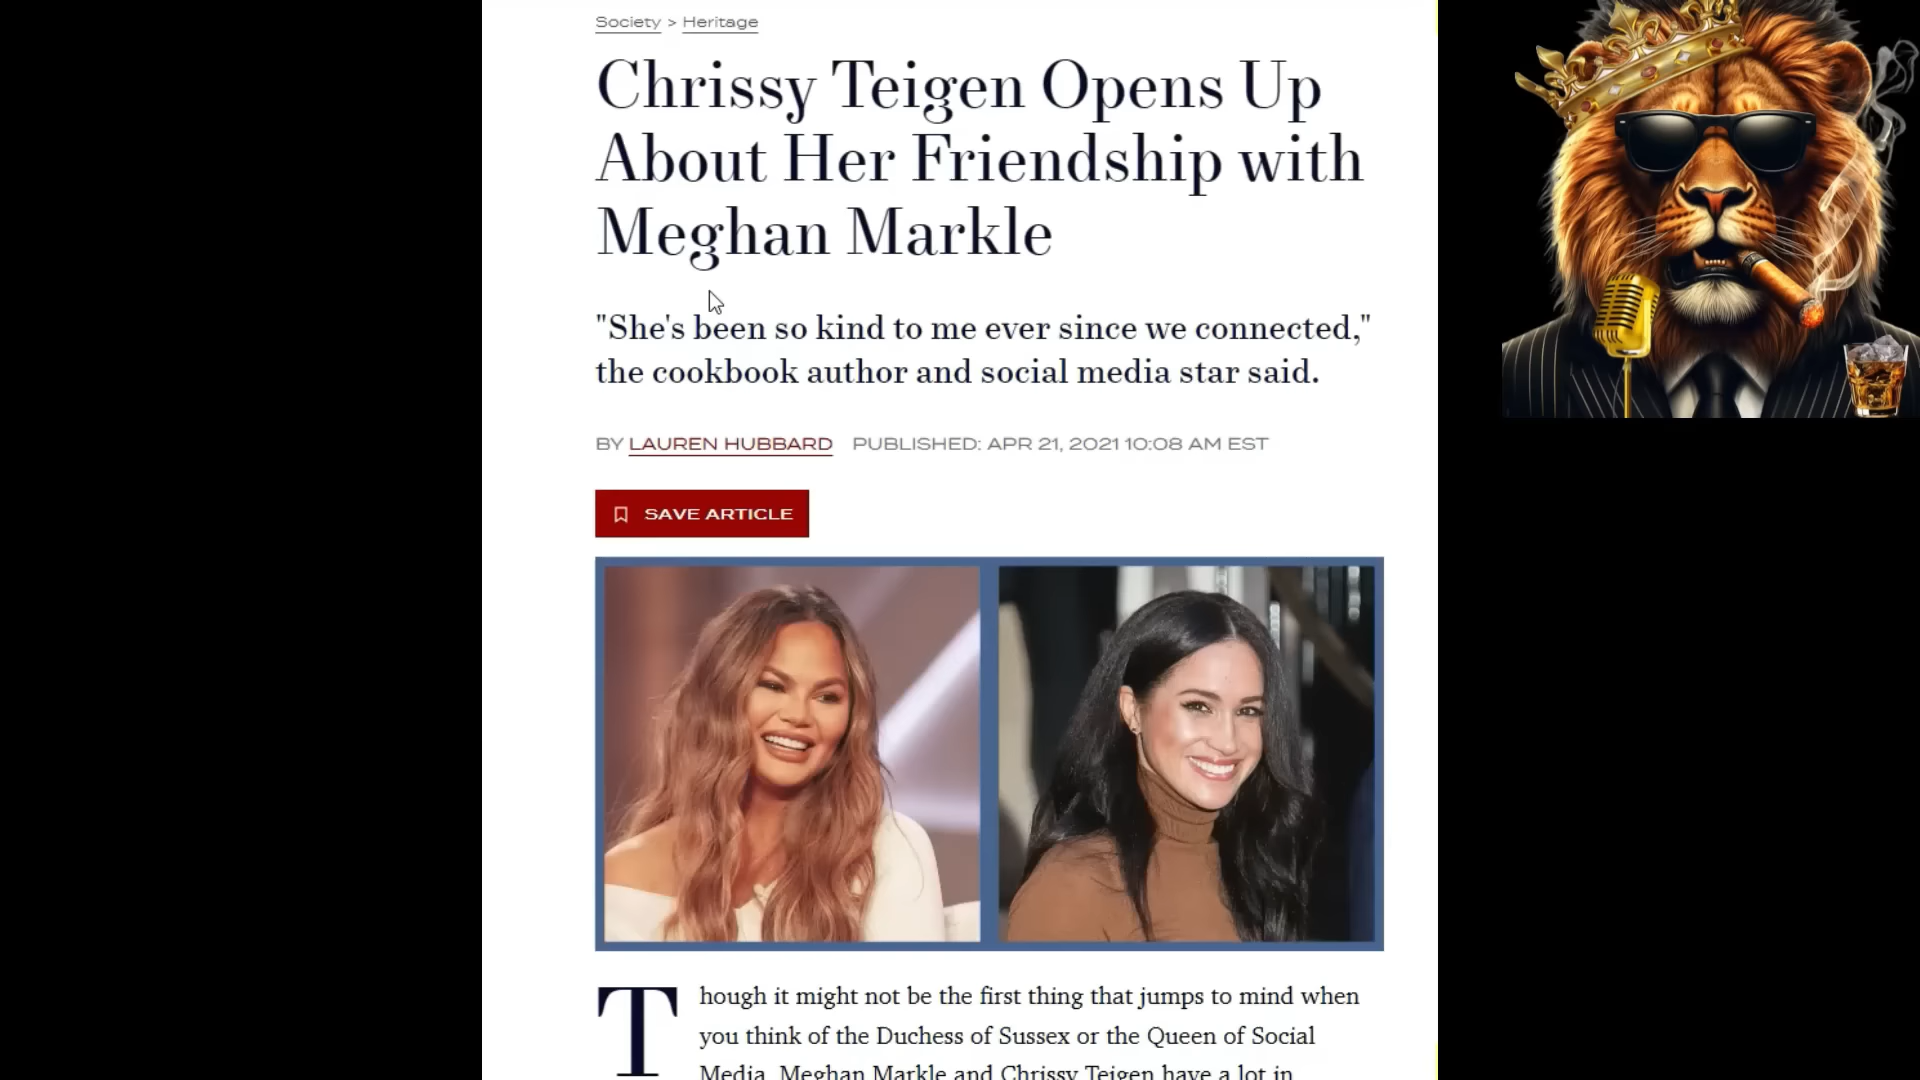 Society > Heritage
Chrissy Teigen Opens Up
About Her Friendship with
Meghan Markle
"She's been so kind to me ever since we connected,"
the cookbook author and social media star said.
BY LAUREN HUBBARD PUBLISHED: APR 21, 2021 10:08 AM EST
SAVE ARTICLE
Though it might not be the first thing that jumps to mind when
you think of the Duchess of Sussex or the Queen of Social
Media, Meghan Markle and Chrissy Teigen have a lot in